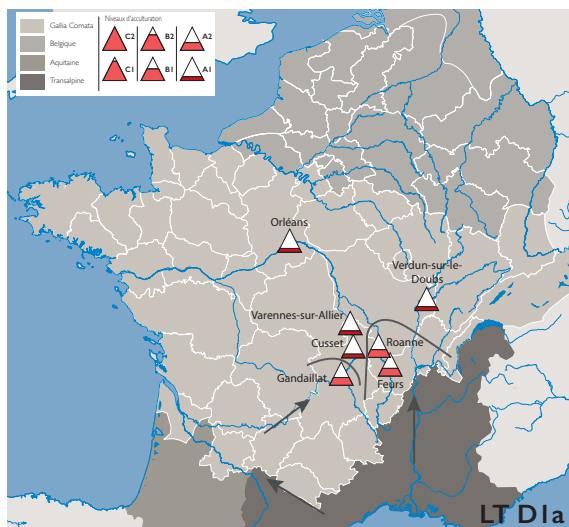 Gallia Comata
Belgique
Aquitaine
Transalpine
Niveaux d'acculturation
C2
B2
A2
C1
B1
A1
Orléans
Verdun-sur-le-
Doubs
Varennes-sur-Allier
Cusset
Roanne
Gandaillat
Feurs
LT D1a